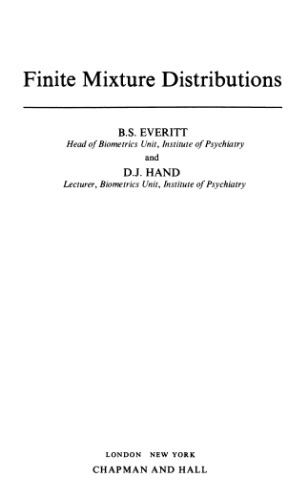 Finite Mixture Distributions
B.S. EVERITT
Head of Biometrics Unit, Institute of Psychiatry
and
D.J. HAND
Lecturer, Biometrics Unit, Institute of Psychiatry
LONDON NEW YORK
CHAPMAN AND HALL